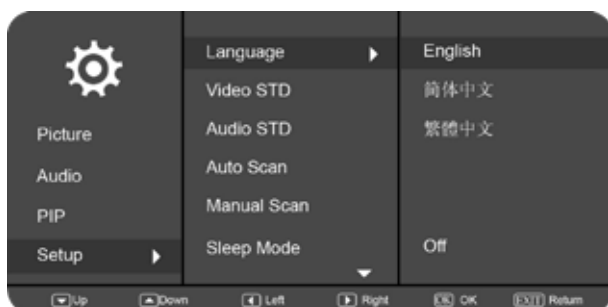 Picture
Audio
PIP
Setup
Language
Video STD
Audio STD
Auto Scan
Manual Scan
Sleep Mode
English
简体中文
繁體中文
Off
Up Down Left Right OK OK EXIT Return